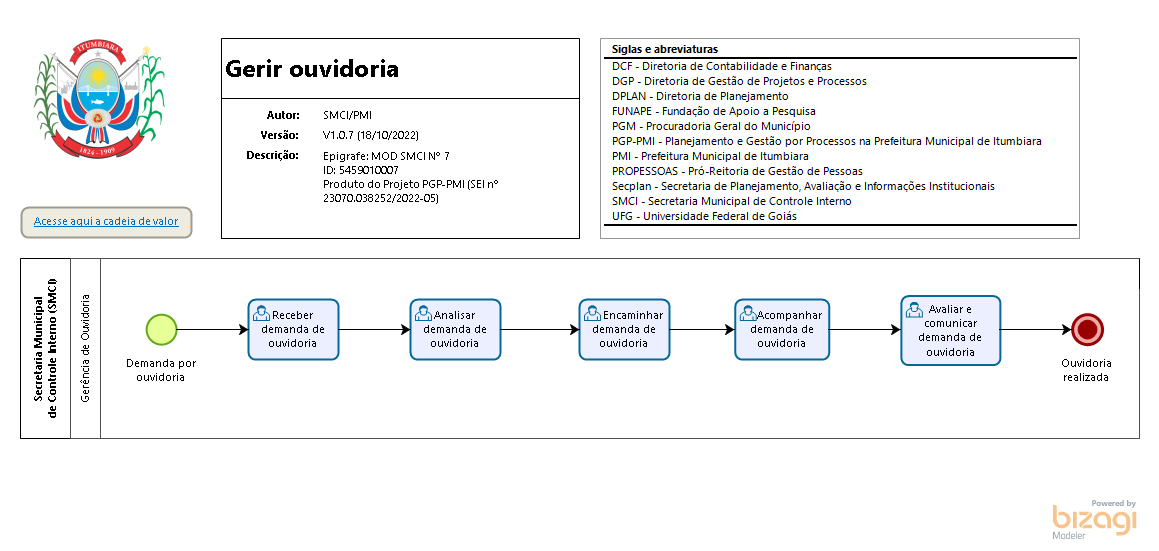 ITUMBIARA
1824 - 1909
Acesse aqui a cadeia de valor
Gerir ouvidoria
Autor: SMCI/PMI
Versão: V1.0.7 (18/10/2022)
Descrição: Epigrafe: MOD SMCI Nº 7
ID: 5459010007
Produto do Projeto PGP-PMI (SEI nº
23070.038252/2022-05)
Siglas e abreviaturas
DCF - Diretoria de Contabilidade e Finanças
DGP - Diretoria de Gestão de Projetos e Processos
DPLAN - Diretoria de Planejamento
FUNAPE - Fundação de Apoio a Pesquisa
PGM - Procuradoria Geral do Município
PGP-PMI - Planejamento e Gestão por Processos na Prefeitura Municipal de Itumbiara
PMI - Prefeitura Municipal de Itumbiara
PROPESSOAS - Pró-Reitoria de Gestão de Pessoas
Secplan - Secretaria de Planejamento, Avaliação e Informações Institucionais
SMCI - Secretaria Municipal de Controle Interno
UFG - Universidade Federal de Goiás
Secretaria Municipal
de Controle Interno (SMCI)
Gerência de Ouvidoria
Demanda por
ouvidoria
Receber
demanda de
ouvidoria
Analisar
demanda de
ouvidoria
Encaminhar
demanda de
ouvidoria
Acompanhar
demanda de
ouvidoria
Avaliar e
comunicar
demanda de
ouvidoria
Ouvidoria
realizada
Powered by
bizagi
Modeler